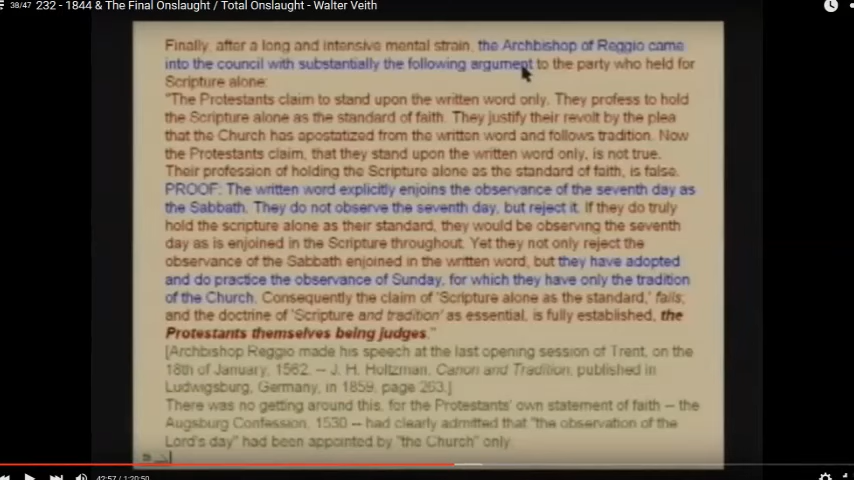 38/47 232 - 1844 & The Final Onslaught / Total Onslaught - Walter Veith
Finally, after a long and intensive mental strain, the Archbishop of Reggio came
into the council with substantially the following argument to the party who held for
Scripture alone:
"The Protestants claim to stand upon the written word only. They profess to hold
the Scripture alone as the standard of faith. They justify their revolt by the plea
that the Church has apostatized from the written word and follows tradition. Now
the Protestants claim, that they stand upon the written word only, is not true.
Their profession of holding the Scripture alone as the standard of faith, is false.
PROOF: The written word explicitly enjoins the observance of the seventh day as
the Sabbath. They do not observe the seventh day, but reject it. If they do truly
hold the scripture alone as their standard, they would be observing the seventh
day as is enjoined in the Scripture throughout. Yet they not only reject the
observance of the Sabbath enjoined in the written word, but they have adopted
and do practice the observance of Sunday, for which they have only the tradition
of the Church. Consequently the claim of 'Scripture alone as the standard,' fails;
and the doctrine of 'Scripture and tradition' as essential, is fully established, the
Protestants themselves being judges."
[Archbishop Reggio made his speech at the last opening session of Trent, on the
18th of January, 1562. -- J. H. Holtzman, Canon and Tradition, published in
Ludwigsburg, Germany, in 1859, page 263.]
There was no getting around this, for the Protestants' own statement of faith -- the
Augsburg Confession, 1530 -- had clearly admitted that "the observation of the
Lord's day" had been appointed by "the Church" only.
42:57 / 1:20:50